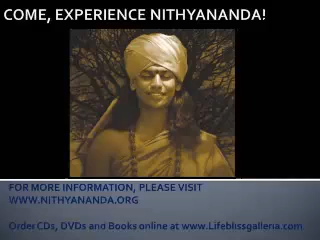 COME, EXPERIENCE NITHYANANDA!
FOR MORE INFORMATION, PLEASE VISIT
WWW.NITHYANANDA.ORG
Order CDs, DVDs and Books online at www.Lifeblissgalleria.com